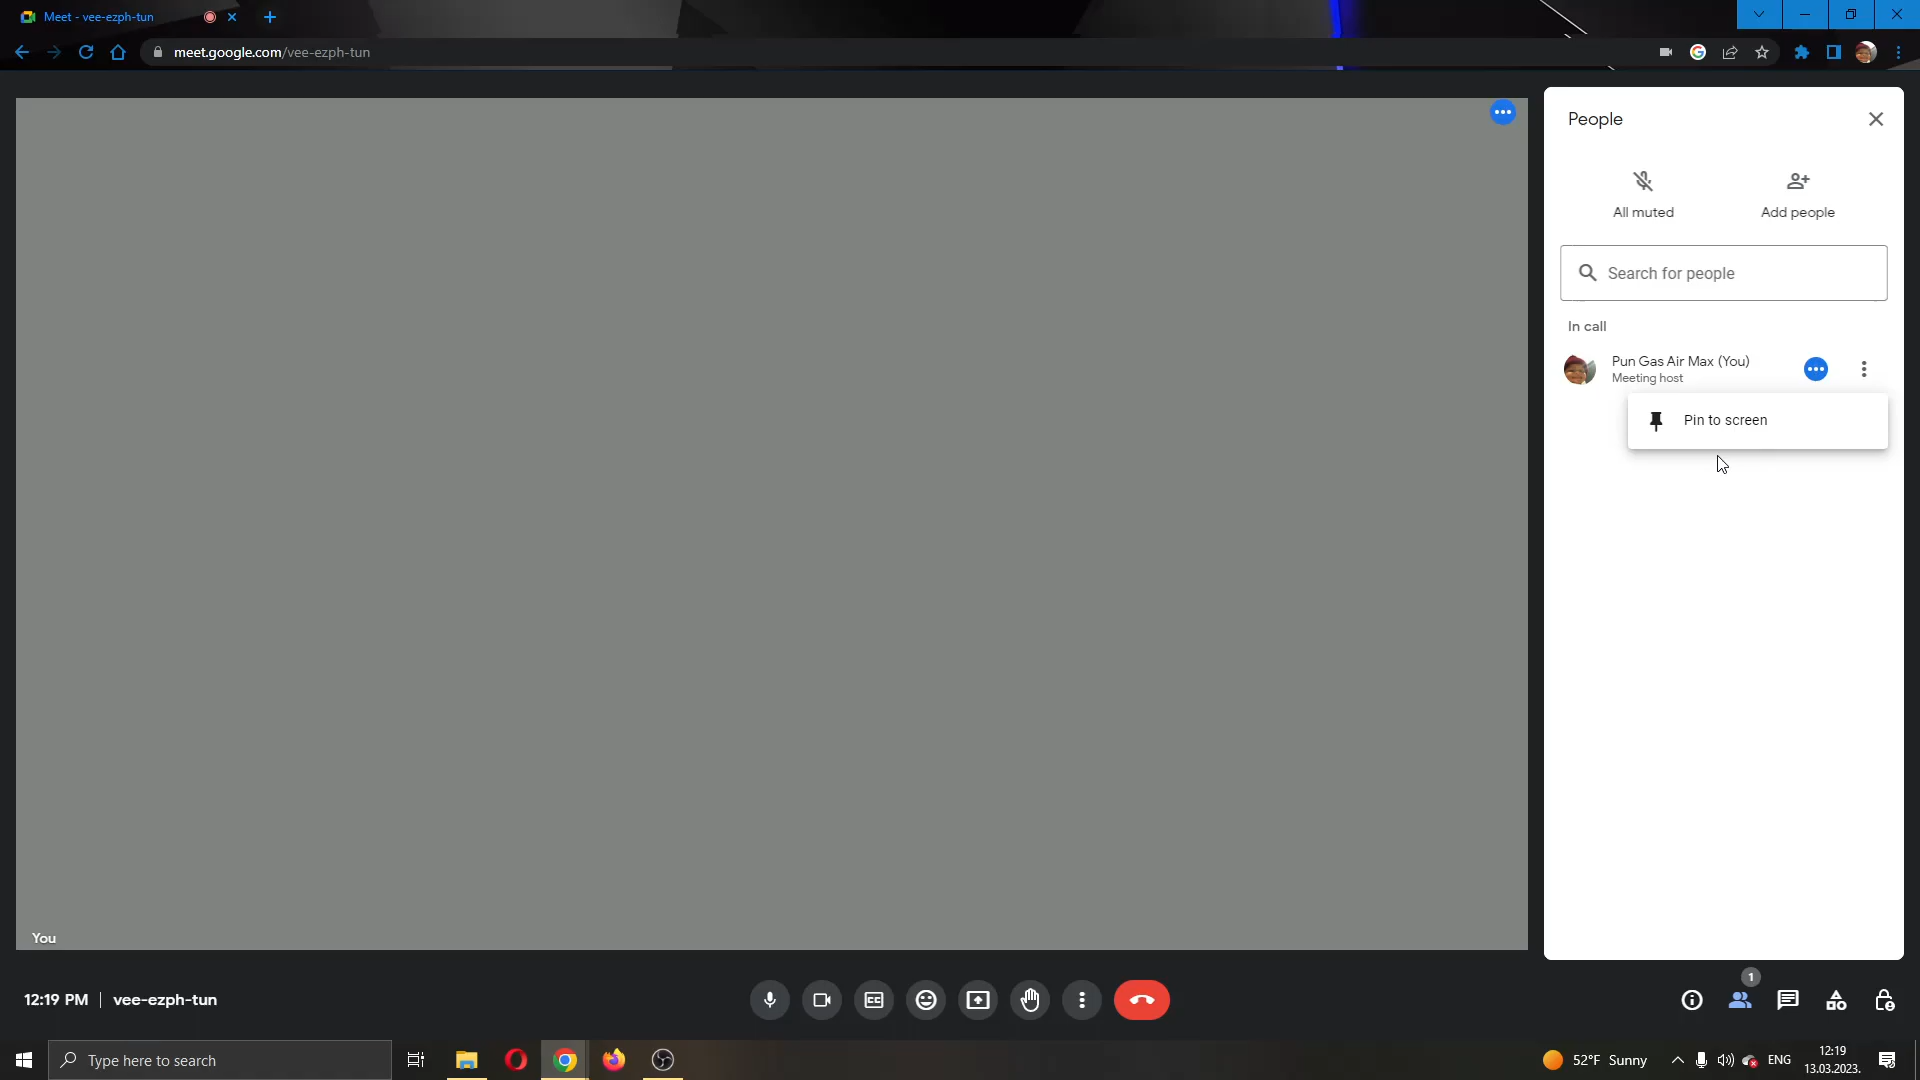 Meet - vee-ezph-tun
meet.google.com/vee-ezph-tun
People
All muted
Add people
Search for people
In call
Pun Gas Air Max (You)
Meeting host
Pin to screen
You
12:19 PM | vee-ezph-tun
CC
1
Type here to search
52°F Sunny
ENG
12:19
13.03.2023.